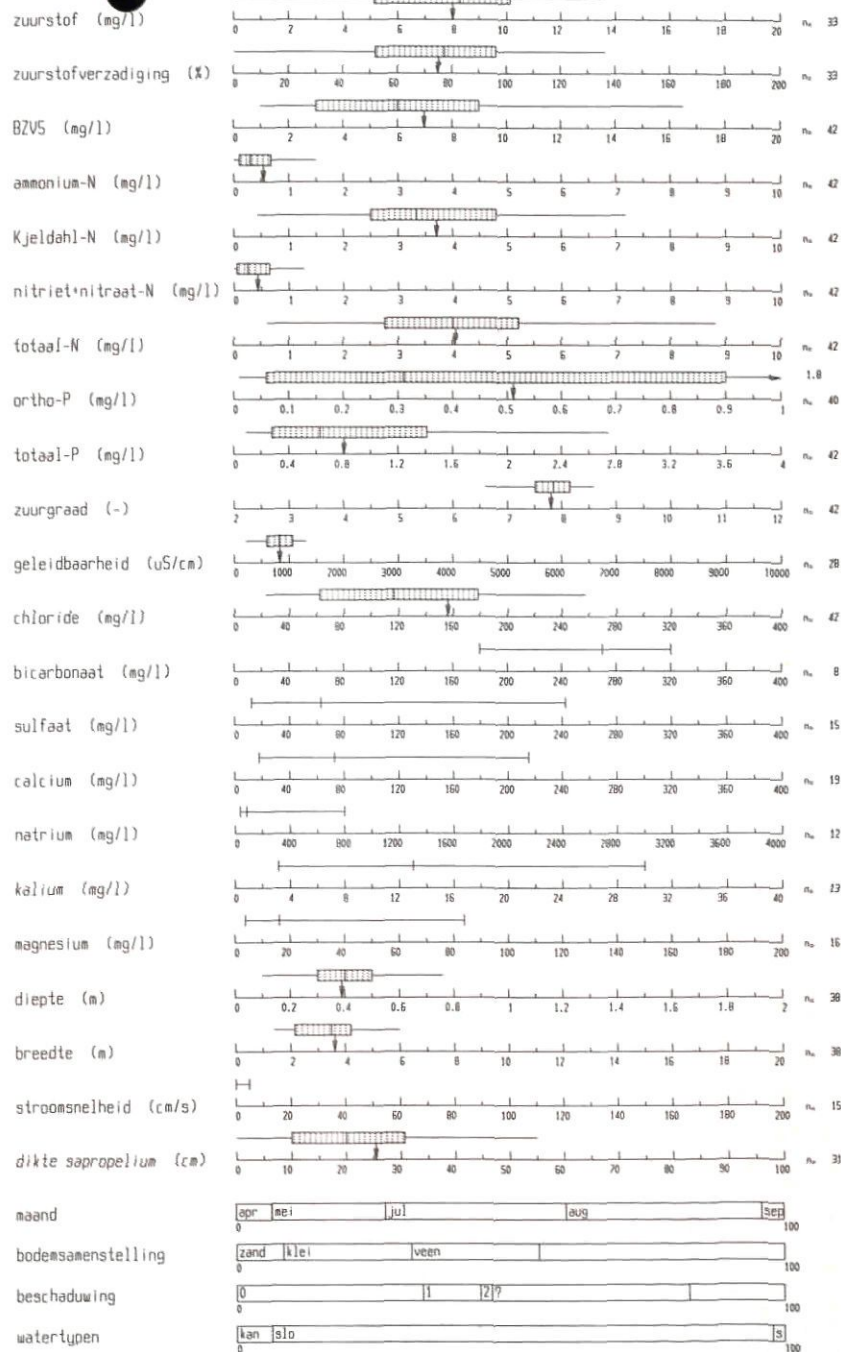 zuurstof (mg/l) 0 2 4 6 8 10 12 14 16 18 20 n= 33
zuurstofverzadiging (%) 0 20 40 60 80 100 120 140 160 180 200 n= 33
BZV5 (mg/l) 0 2 4 6 8 10 12 14 16 18 20 n= 42
ammonium-N (mg/l) 0 1 2 3 4 5 6 7 8 9 10 n= 42
Kjeldahl-N (mg/l) 0 1 2 3 4 5 6 7 8 9 10 n= 42
nitriet+nitraat-N (mg/l) 0 1 2 3 4 5 6 7 8 9 10 n= 42
totaal-N (mg/l) 0 1 2 3 4 5 6 7 8 9 10 n= 42
1.8
ortho-P (mg/l) 0 0.1 0.2 0.3 0.4 0.5 0.6 0.7 0.8 0.9 1 n= 40
totaal-P (mg/l) 0 0.4 0.8 1.2 1.6 2 2.4 2.8 3.2 3.6 4 n= 42
zuurgraad (-) 2 3 4 5 6 7 8 9 10 11 12 n= 42
geleidbaarheid (uS/cm) 0 1000 2000 3000 4000 5000 6000 7000 8000 9000 10000 n= 28
chloride (mg/l) 0 40 80 120 160 200 240 280 320 360 400 n= 42
bicarbonaat (mg/l) 0 40 80 120 160 200 240 280 320 360 400 n= 8
sulfaat (mg/l) 0 40 80 120 160 200 240 280 320 360 400 n= 15
calcium (mg/l) 0 40 80 120 160 200 240 280 320 360 400 n= 19
natrium (mg/l) 0 400 800 1200 1600 2000 2400 2800 3200 3600 4000 n= 12
kalium (mg/l) 0 4 8 12 16 20 24 28 32 36 40 n= 13
magnesium (mg/l) 0 20 40 60 80 100 120 140 160 180 200 n= 16
diepte (m) 0 0.2 0.4 0.6 0.8 1 1.2 1.4 1.6 1.8 2 n= 38
breedte (m) 0 2 4 6 8 10 12 14 16 18 20 n= 38
stroomsnelheid (cm/s) 0 20 40 60 80 100 120 140 160 180 200 n= 15
dikte sapropelium (cm) 0 10 20 30 40 50 60 70 80 90 100 n= 31
maand apr mei jul aug sep
0 100
bodemsamenstelling zand klei veen
0 100
beschaduwing 0 1 2 ?
0 100
watertypen kan slo s
0 100